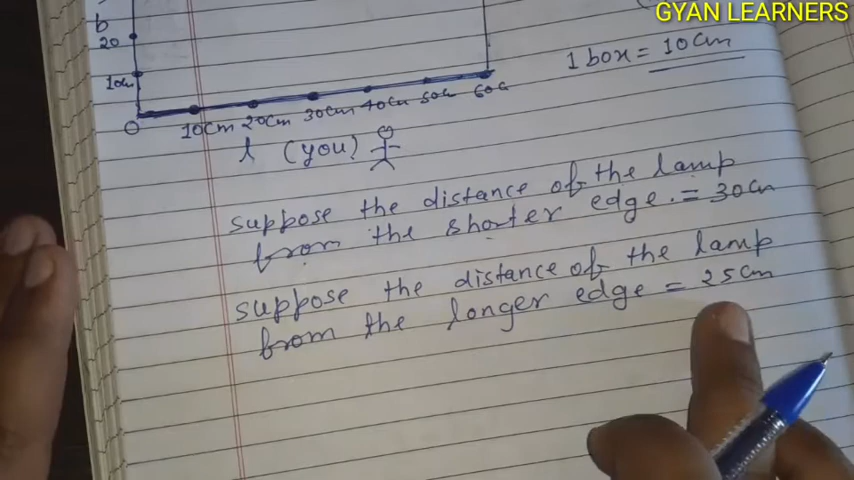 GYAN LEARNERS
b
20
10cm
1 box = 10cm
0
10cm 20cm 30cm 40cm 50cm 60c
l (you)
suppose the distance of the lamp
from the shorter edge. = 30cm
suppose the distance of the lamp
from the longer edge = 25cm